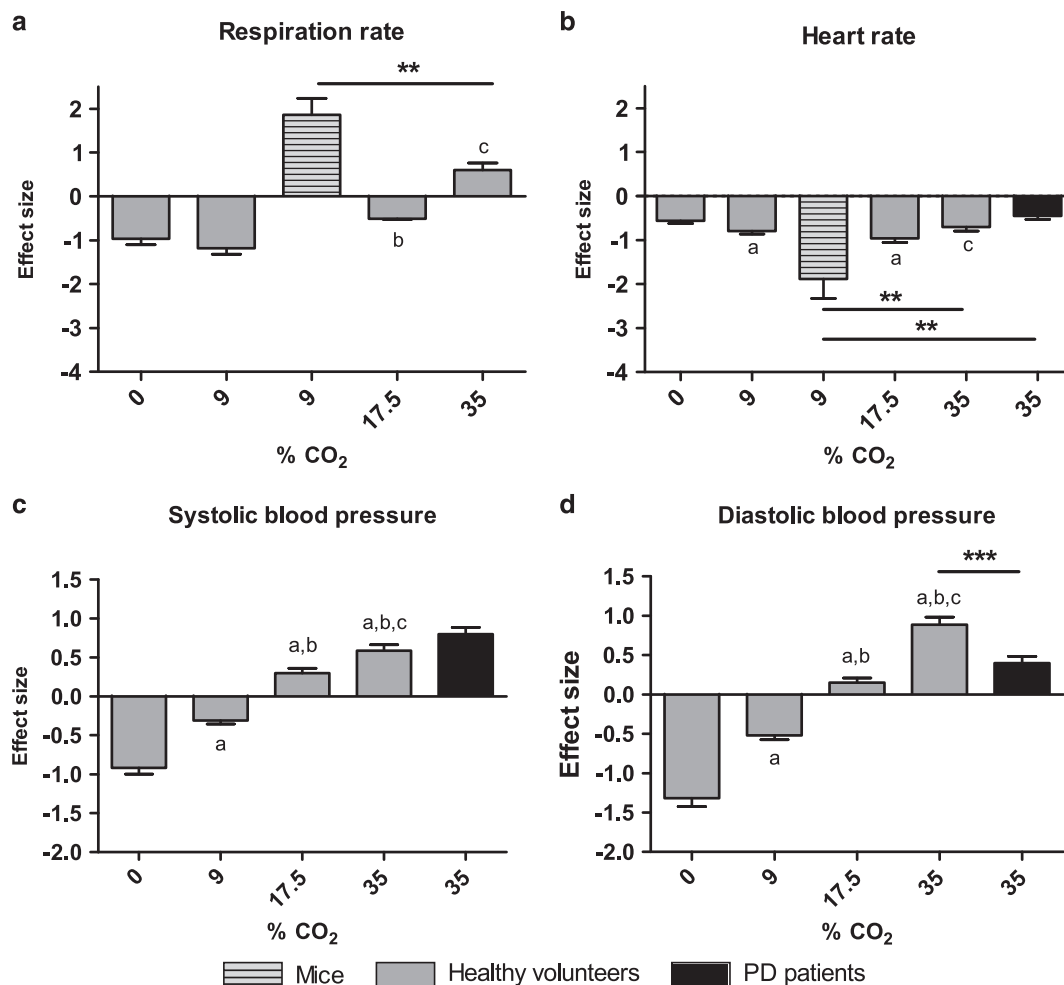 a
Respiration rate
**
2
1
0
-1
-2
-3
-4
Effect size
b
c
0
9
9
17.5
35
% CO₂
b
Heart rate
2
1
0
-1
-2
-3
-4
Effect size
a
a
c
**
**
0
9
9
17.5
35
35
% CO₂
c
Systolic blood pressure
1.5
1.0
0.5
0.0
-0.5
-1.0
-1.5
-2.0
Effect size
a
a,b
a,b,c
0
9
17.5
35
35
% CO₂
d
Diastolic blood pressure
***
1.5
1.0
0.5
0.0
-0.5
-1.0
-1.5
-2.0
Effect size
a
a,b
a,b,c
0
9
17.5
35
35
% CO₂
Mice
Healthy volunteers
PD patients